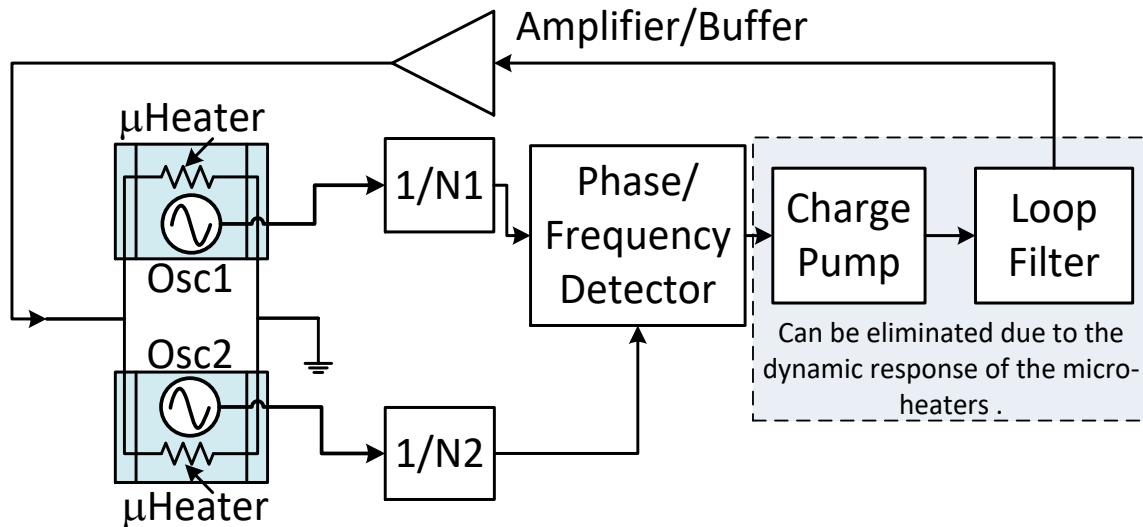 Amplifier/Buffer
μHeater
Osc1
1/N1
Phase/
Frequency
Detector
Charge
Pump
Loop
Filter
Can be eliminated due to the
dynamic response of the micro-
heaters .
Osc2
μHeater
1/N2